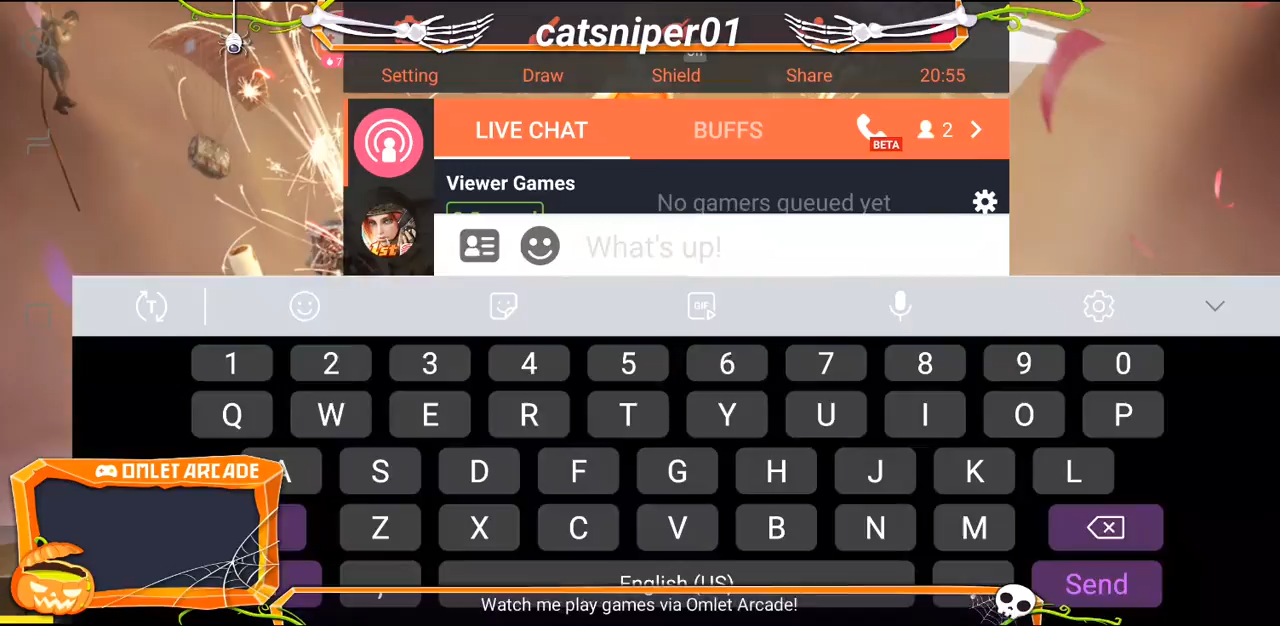 catsniper01
Setting Draw Shield Share 20:55
LIVE CHAT BUFFS BETA 2
Viewer Games
No gamers queued yet
1st
What's up!
T GIF
1 2 3 4 5 6 7 8 9 0
Q W E R T Y U I O P
OMLET ARCADE
A S D F G H J K L
Z X C V B N M
, English (US) . Send
Watch me play games via Omlet Arcade!